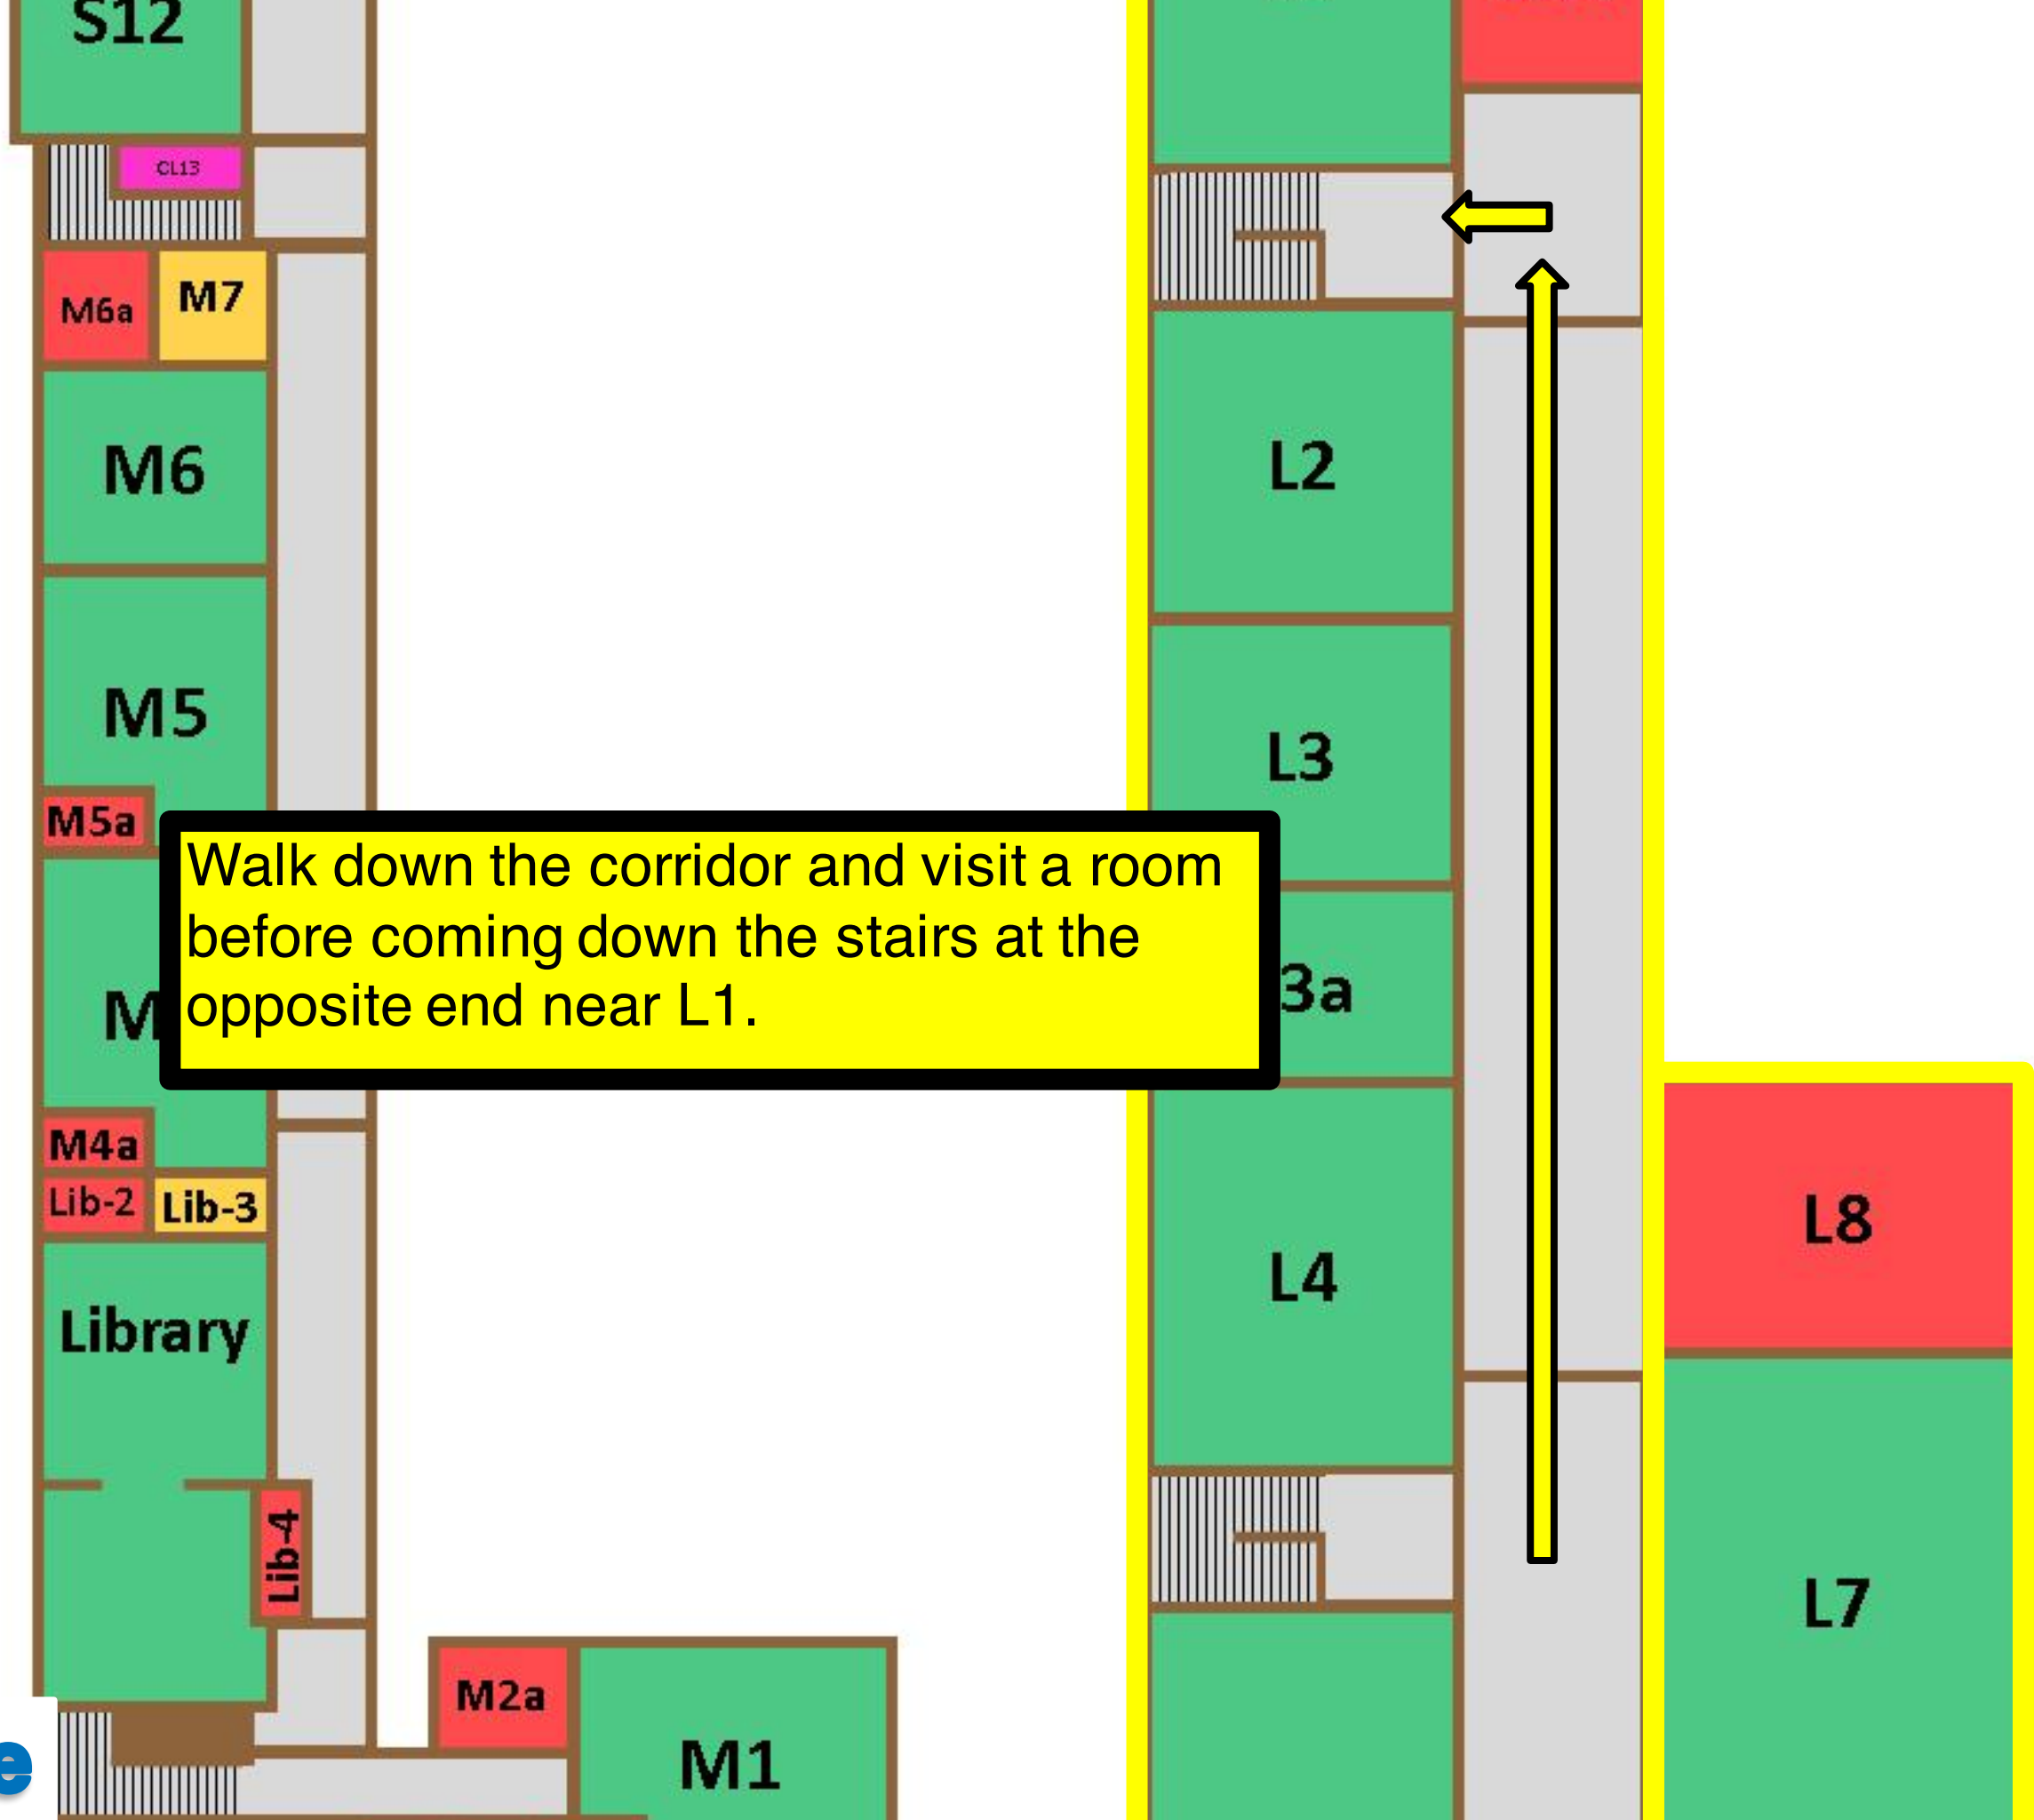 S12
CL13
M6a
M7
M6
L2
M5
L3
M5a
Walk down the corridor and visit a room
before coming down the stairs at the
opposite end near L1.
3a
M4a
Lib-2
Lib-3
L8
L4
Library
Lib-4
L7
M2a
M1
e